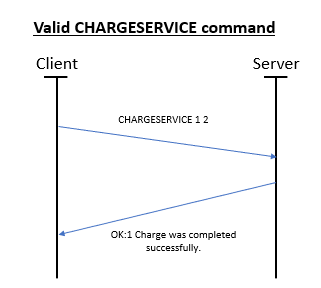 Valid CHARGESERVICE command
Client
Server
CHARGESERVICE 1 2
OK:1 Charge was completed
successfully.